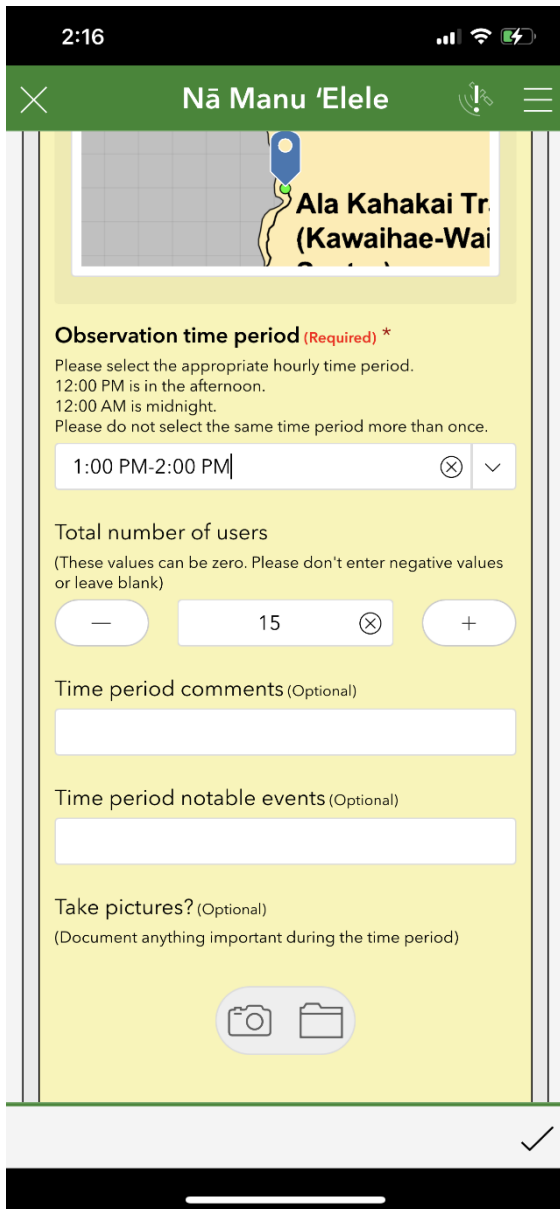 2:16
Nā Manu ‘Elele
Ala Kahakai Tr
(Kawaihae-Wai
Observation time period (Required) *
Please select the appropriate hourly time period.
12:00 PM is in the afternoon.
12:00 AM is midnight.
Please do not select the same time period more than once.
1:00 PM-2:00 PM
Total number of users
(These values can be zero. Please don't enter negative values
or leave blank)
15
Time period comments (Optional)
Time period notable events (Optional)
Take pictures? (Optional)
(Document anything important during the time period)